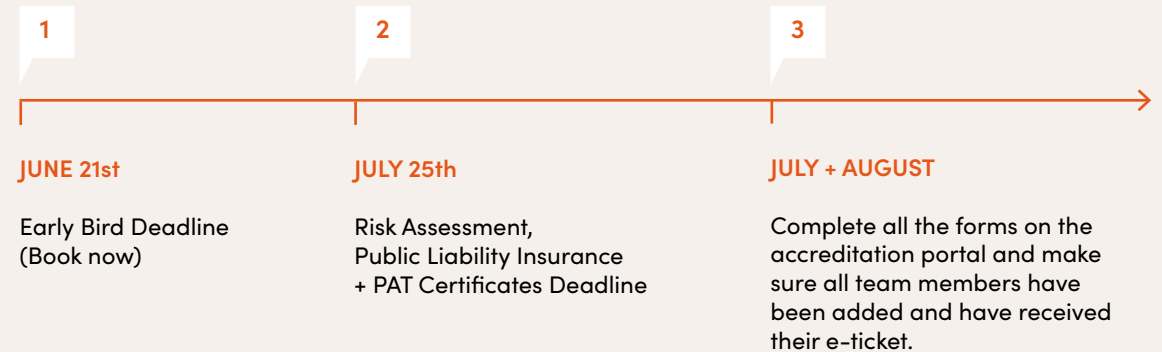 1
2
3
JUNE 21st
Early Bird Deadline
(Book now)
JULY 25th
Risk Assessment,
Public Liability Insurance
+ PAT Certificates Deadline
JULY + AUGUST
Complete all the forms on the
accreditation portal and make
sure all team members have
been added and have received
their e-ticket.